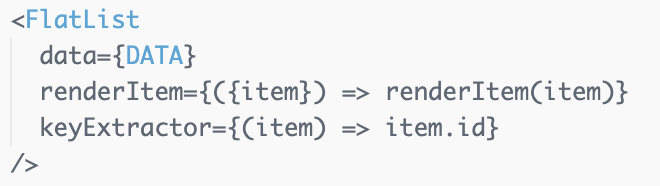 <FlatList
data={DATA}
renderItem={({item}) => renderItem(item)}
keyExtractor={(item) => item.id}
/>